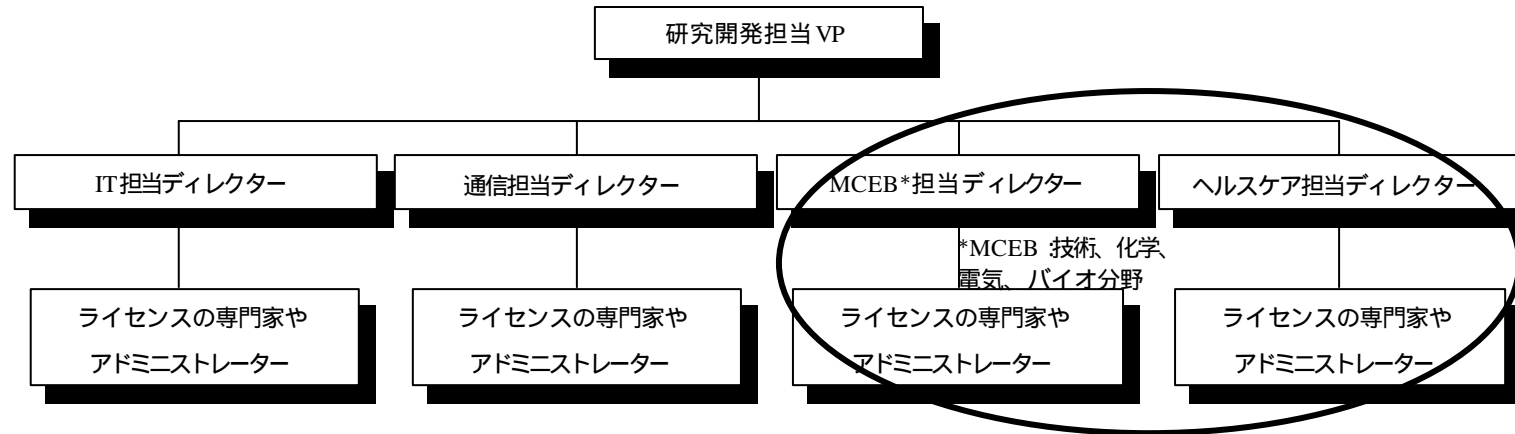 研究開発担当VP
IT担当ディレクター
通信担当ディレクター
MCEB*担当ディレクター
ヘルスケア担当ディレクター
*MCEB:技術、化学、
電気、バイオ分野
ライセンスの専門家や
アドミニストレーター
ライセンスの専門家や
アドミニストレーター
ライセンスの専門家や
アドミニストレーター
ライセンスの専門家や
アドミニストレーター